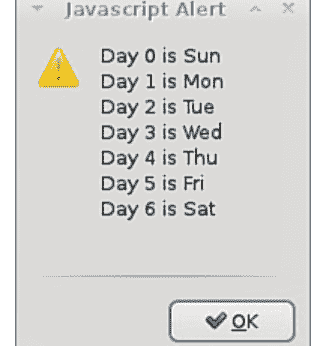 Javascript Alert
Day 0 is Sun
Day 1 is Mon
Day 2 is Tue
Day 3 is Wed
Day 4 is Thu
Day 5 is Fri
Day 6 is Sat
OK